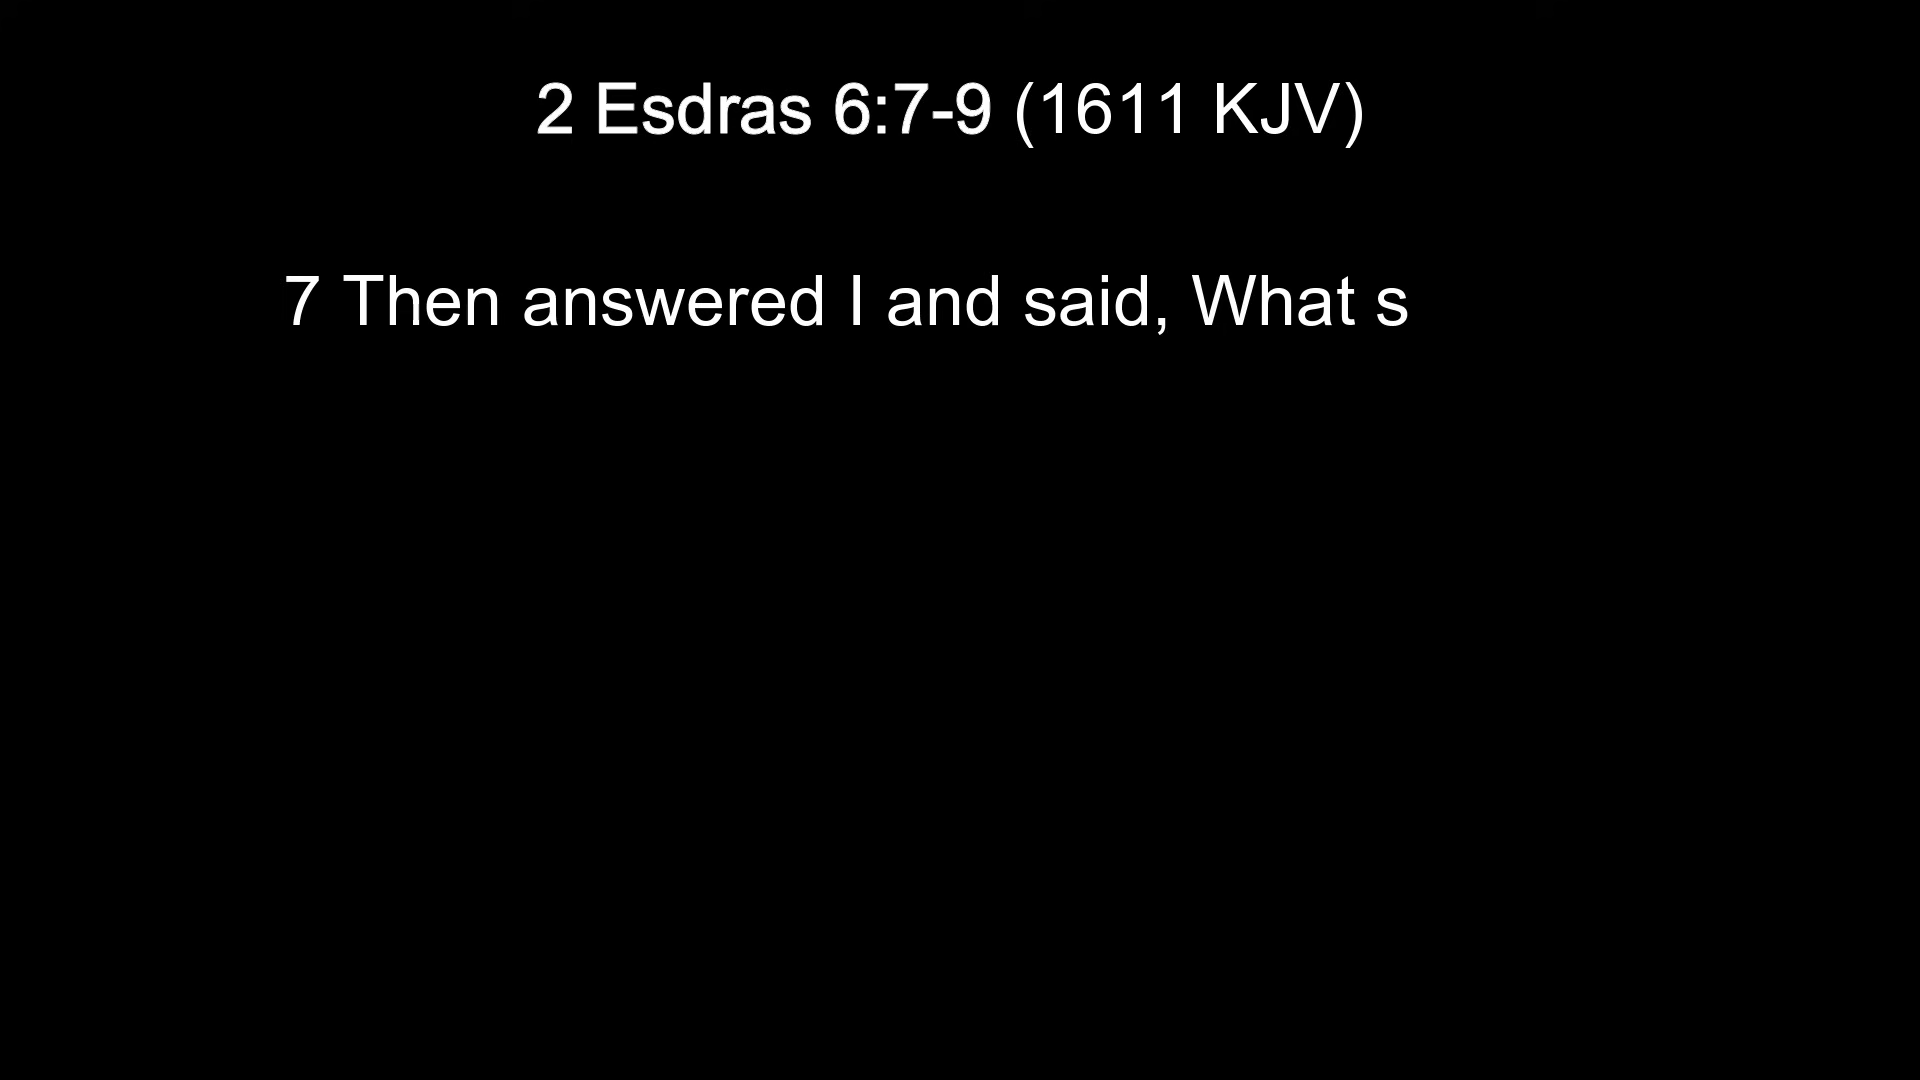 2 Esdras 6:7-9 (1611 KJV)
7 Then answered I and said, What s